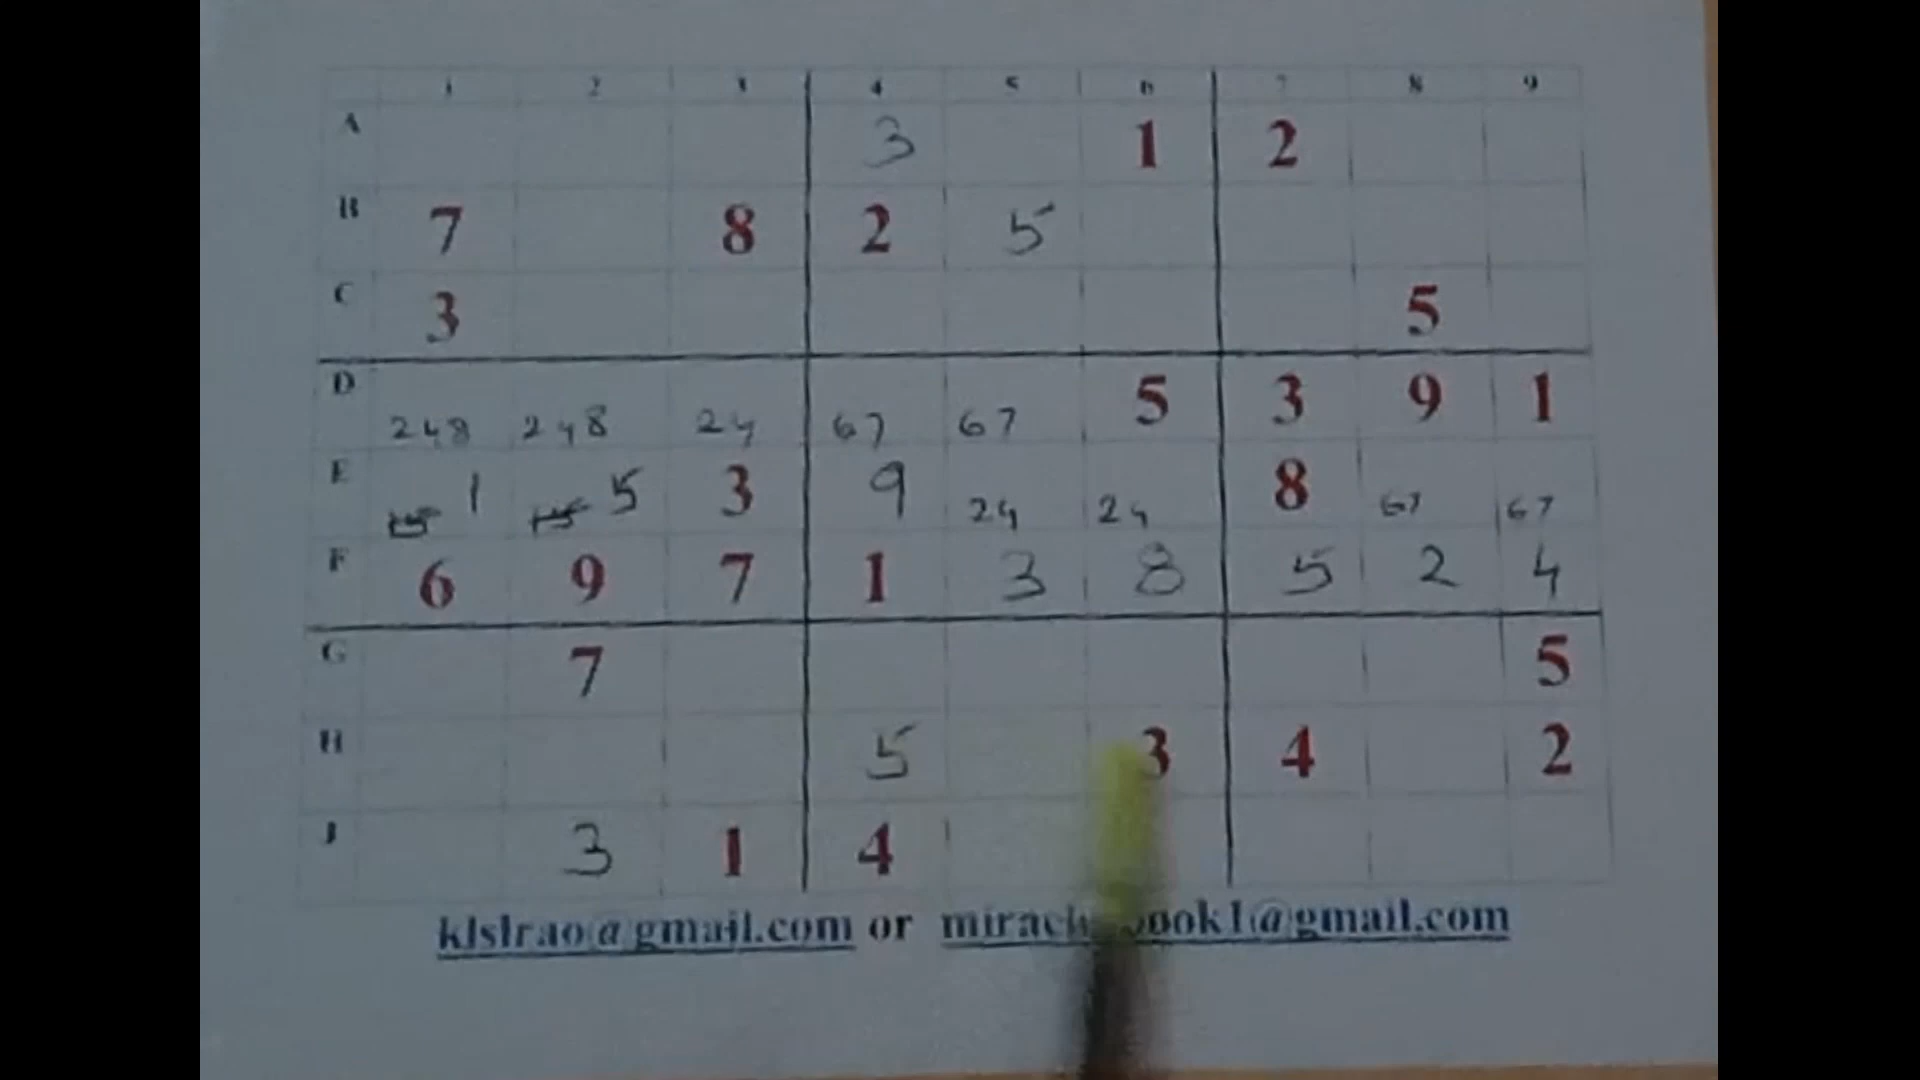 1 2 3 4 5 6 7 8 9
A 3 1 2
B 7 8 2 5
C 3 5
D 248 248 24 67 67 5 3 9 1
E 1 5 3 9 24 24 8 67 67
F 6 9 7 1 3 8 5 2 4
G 7 5
H 5 3 4 2
J 3 1 4
klslrao@gmail.com or